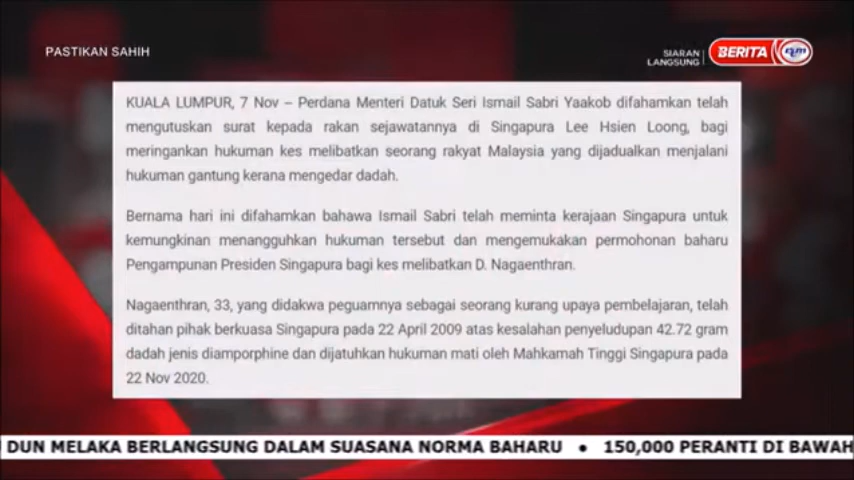 PASTIKAN SAHIH
SIARAN
LANGSUNG
BERITA
KUALA LUMPUR, 7 Nov – Perdana Menteri Datuk Seri Ismail Sabri Yaakob difahamkan telah
mengutuskan surat kepada rakan sejawatannya di Singapura Lee Hsien Loong, bagi
meringankan hukuman kes melibatkan seorang rakyat Malaysia yang dijadualkan menjalani
hukuman gantung kerana mengedar dadah.
Bernama hari ini difahamkan bahawa Ismail Sabri telah meminta kerajaan Singapura untuk
kemungkinan menangguhkan hukuman tersebut dan mengemukakan permohonan baharu
Pengampunan Presiden Singapura bagi kes melibatkan D. Nagaenthran.
Nagaenthran, 33, yang didakwa peguamnya sebagai seorang kurang upaya pembelajaran, telah
ditahan pihak berkuasa Singapura pada 22 April 2009 atas kesalahan penyeludupan 42.72 gram
dadah jenis diamporphine dan dijatuhkan hukuman mati oleh Mahkamah Tinggi Singapura pada
22 Nov 2020.
DUN MELAKA BERLANGSUNG DALAM SUASANA NORMA BAHARU ● 150,000 PERANTI DI BAWAH